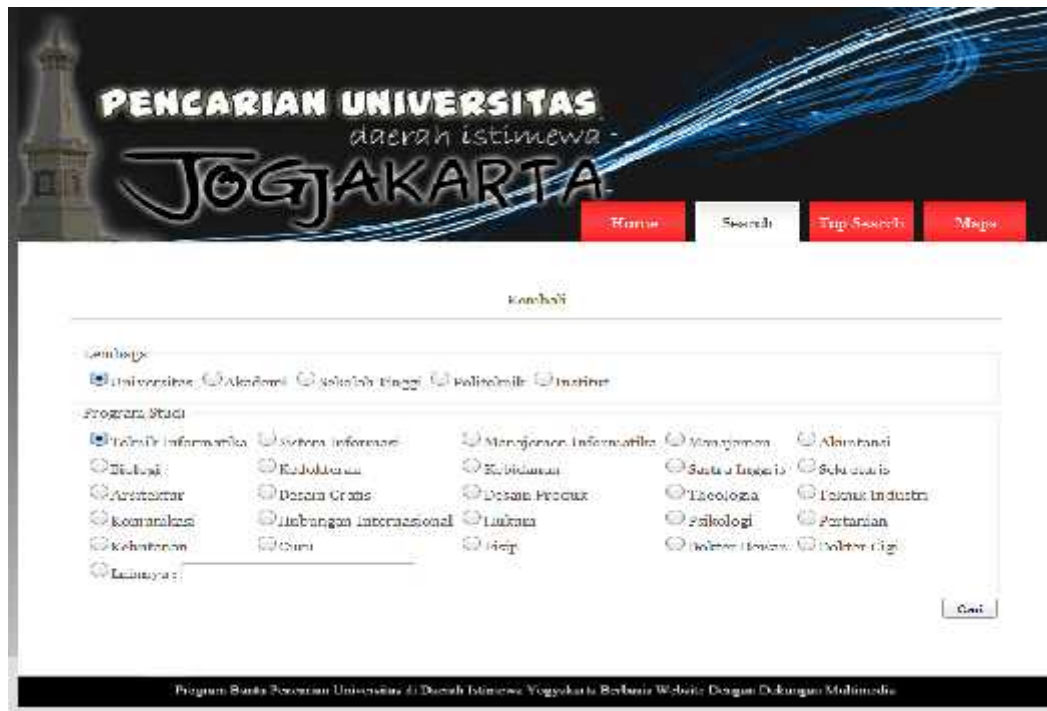 PENCARIAN UNIVERSITAS
daerah istimewa -
JOGJAKARTA
Home Search Top Search Maps
Kembali
Lembaga
Universitas Akademi Sekolah Tinggi Politeknik Institut
Program Studi
Teknik Informatika Sistem Informasi Manajemen Informatika Manajemen Akuntansi
Biologi Kedokteran Kebidanan Sastra Inggris Sekretaris
Arsitektur Desain Grafis Desain Produk Theologia Teknik Industri
Komunikasi Hubungan Internasional Hukum Psikologi Pertanian
Kehutanan Guru Fisip Dokter Hewan Dokter Gigi
Lainnya :
Cari
Program Bantu Pencarian Universitas di Daerah Istimewa Yogyakarta Berbasis Website Dengan Dukungan Multimedia